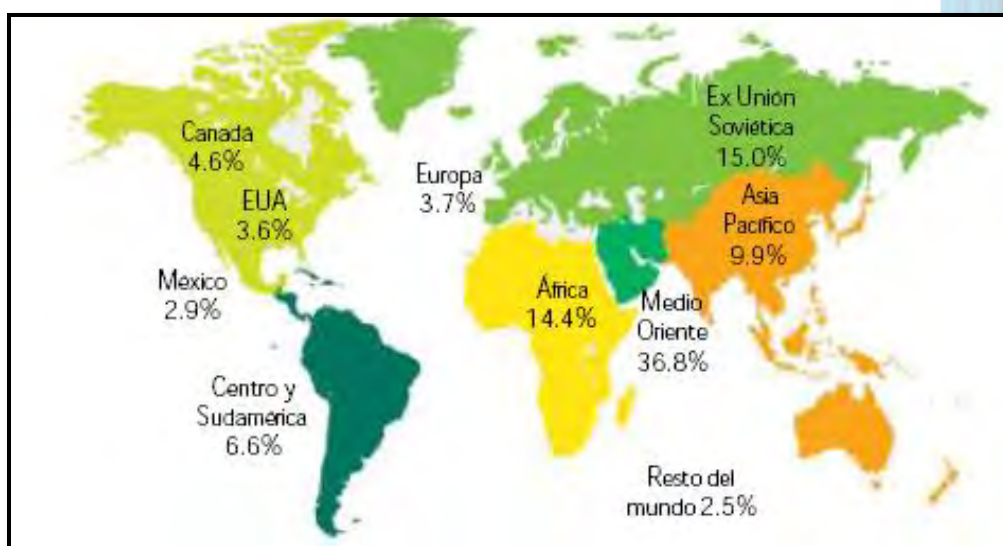 Canadá
4.6%
EUA
3.6%
México
2.9%
Centro y
Sudamérica
6.6%
Europa
3.7%
Ex Unión
Soviética
15.0%
Asia
Pacífico
9.9%
África
14.4%
Medio
Oriente
36.8%
Resto del
mundo 2.5%